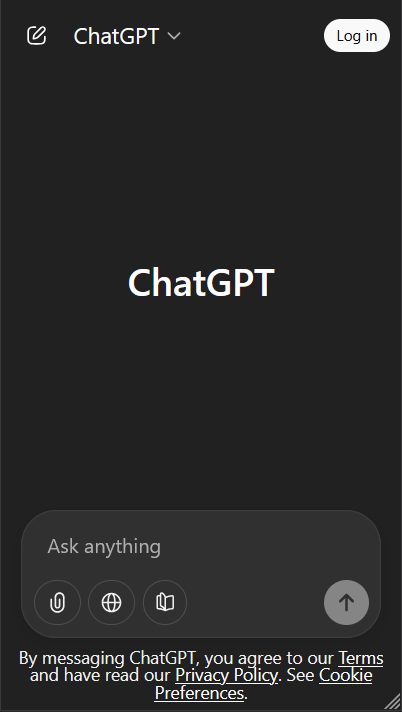 ChatGPT
Log in
ChatGPT
Ask anything
By messaging ChatGPT, you agree to our Terms
and have read our Privacy Policy. See Cookie
Preferences.